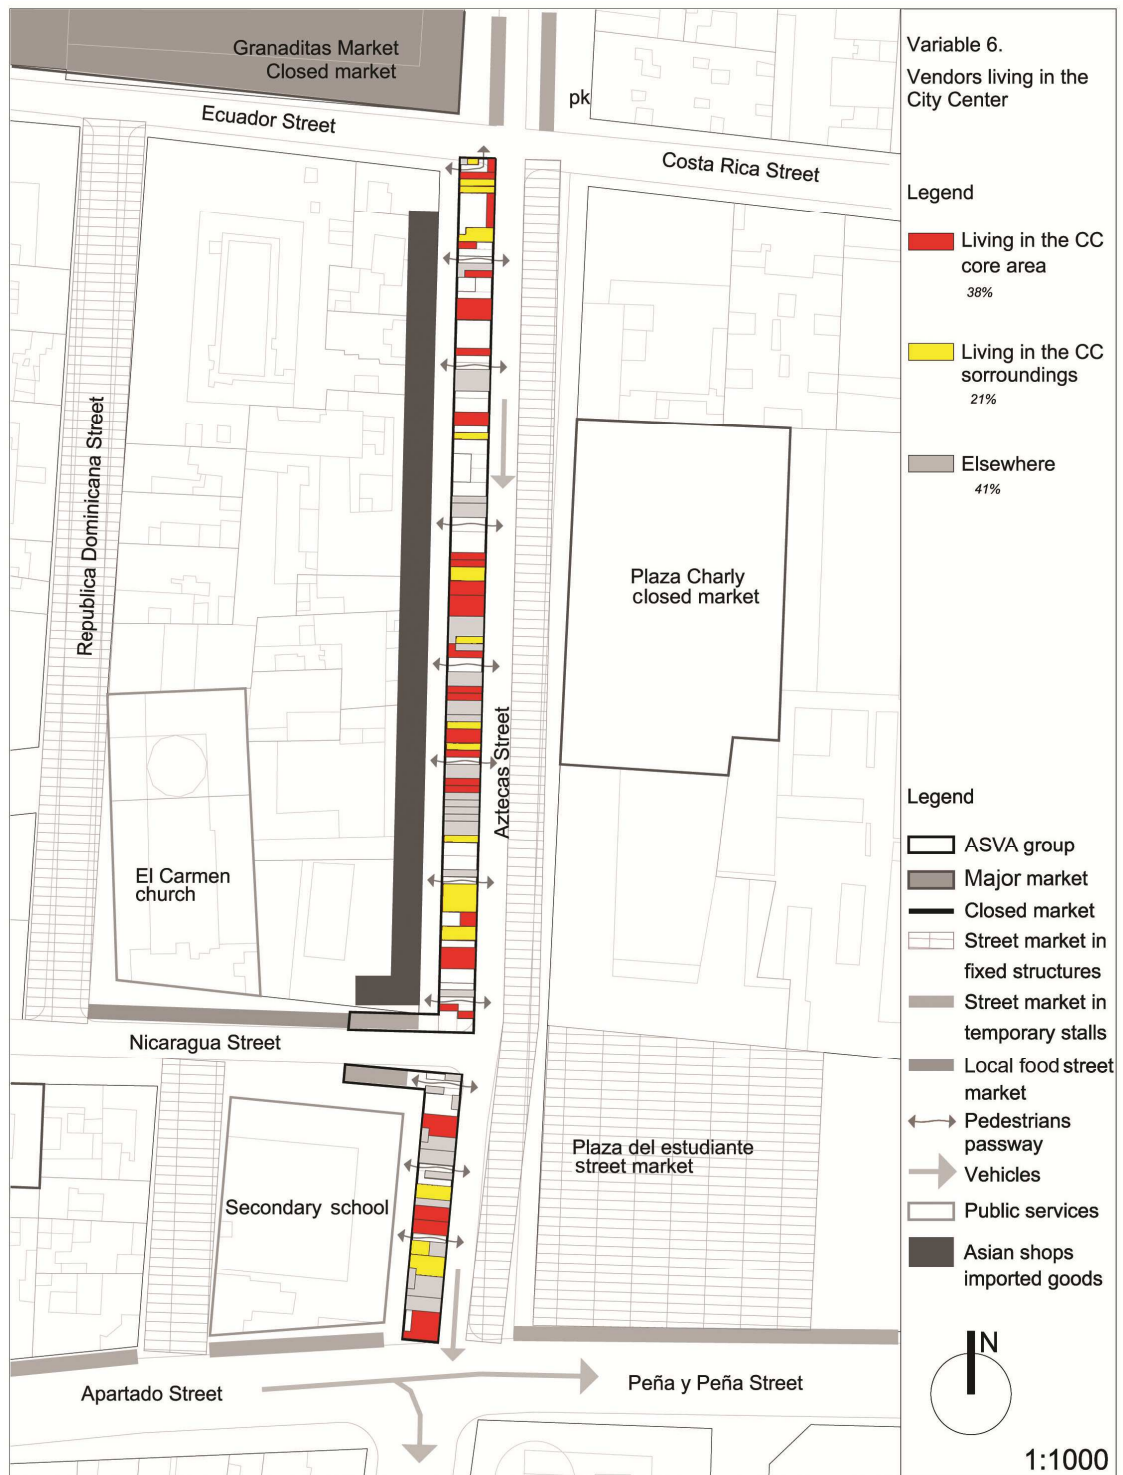 Granaditas Market
Closed market
pk
Ecuador Street
Costa Rica Street
Republica Dominicana Street
Plaza Charly
closed market
Aztecas Street
El Carmen
church
Nicaragua Street
Plaza del estudiante
street market
Secondary school
Apartado Street
Peña y Peña Street
Variable 6.
Vendors living in the
City Center
Legend
Living in the CC
core area
38%
Living in the CC
sorroundings
21%
Elsewhere
41%
Legend
ASVA group
Major market
Closed market
Street market in
fixed structures
Street market in
temporary stalls
Local food street
market
Pedestrians
passway
Vehicles
Public services
Asian shops
imported goods
N
1:1000